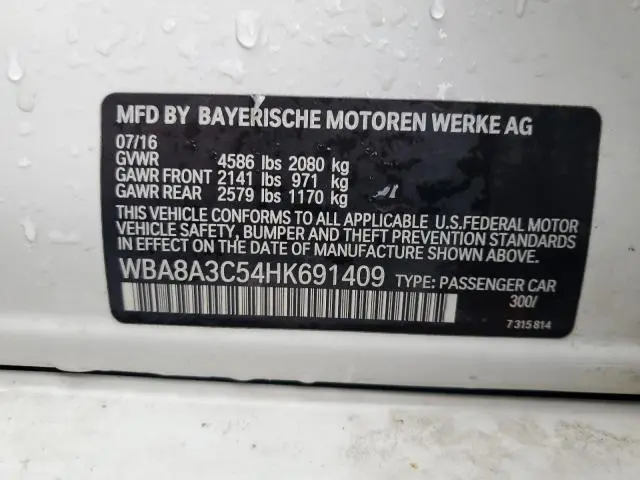 MFD BY BAYERISCHE MOTOREN WERKE AG
07/16
GVWR 4586 lbs 2080 kg
GAWR FRONT 2141 lbs 971 kg
GAWR REAR 2579 lbs 1170 kg
THIS VEHICLE CONFORMS TO ALL APPLICABLE U.S.FEDERAL MOTOR
VEHICLE SAFETY, BUMPER AND THEFT PREVENTION STANDARDS
IN EFFECT ON THE DATE OF MANUFACTURE SHOWN ABOVE.
WBA8A3C54HK691409 TYPE: PASSENGER CAR
300/
7 315 814